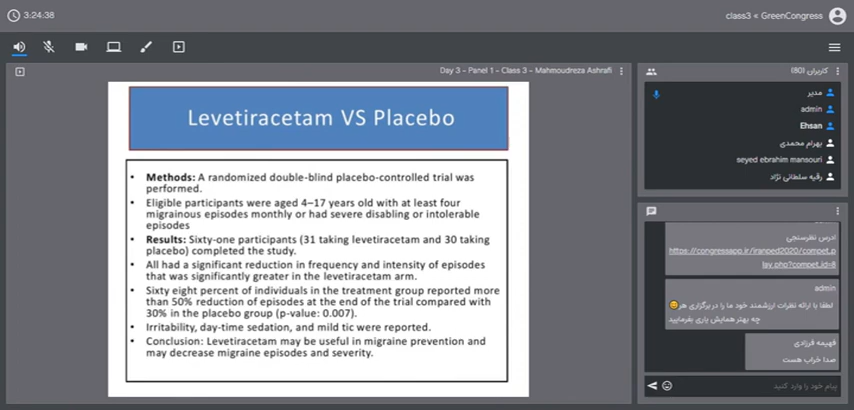 3:24:38
class3 < GreenCongress
Day 3 - Panel 1 - Class 3 - Mahmoudreza Ashrafi
Levetiracetam VS Placebo
• Methods: A randomized double-blind placebo-controlled trial was
performed.
• Eligible participants were aged 4–17 years old with at least four
migrainous episodes monthly or had severe disabling or intolerable
episodes
• Results: Sixty-one participants (31 taking levetiracetam and 30 taking
placebo) completed the study.
• All had a significant reduction in frequency and intensity of episodes
that was significantly greater in the levetiracetam arm.
• Sixty eight percent of individuals in the treatment group reported more
than 50% reduction of episodes at the end of the trial compared with
30% in the placebo group (p-value: 0.007).
• Irritability, day-time sedation, and mild tic were reported.
• Conclusion: Levetiracetam may be useful in migraine prevention and
may decrease migraine episodes and severity.
کاربران (80)
مدیر
admin
Ehsan
بهرام محمدی
seyed ebrahim mansouri
رقیه سلطانی نژاد
ادرس نظرسنجی
https://congressapp.ir/iranped2020/compet.p
lay.php?compet.id=8
admin
لطفا با ارائه نظرات ارزشمند خود ما را در برگزاری هر
چه بهتر همایش یاری بفرمایید
فهیمه فرزادی
صدا خراب هست
پیام خود را وارد کنید